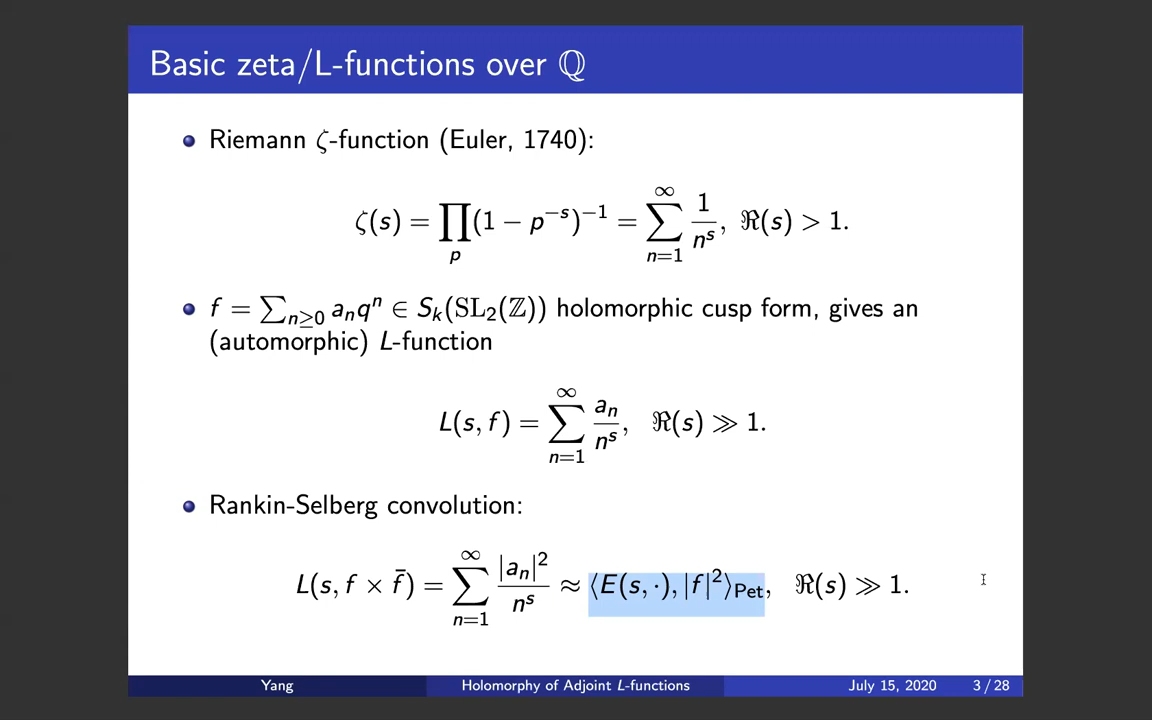 Basic zeta/L-functions over ℚ
Riemann ζ-function (Euler, 1740):
ζ(s) = ∏_p (1 − p^{−s})^{−1} = ∑_{n=1}^{∞} 1/n^s, ℜ(s) > 1.
f = ∑_{n≥0} a_n q^n ∈ S_k(SL_2(ℤ)) holomorphic cusp form, gives an
(automorphic) L-function
L(s, f) = ∑_{n=1}^{∞} a_n/n^s, ℜ(s) ≫ 1.
Rankin-Selberg convolution:
L(s, f × f̄) = ∑_{n=1}^{∞} |a_n|^2/n^s ≈ ⟨E(s, ·), |f|^2⟩_Pet, ℜ(s) ≫ 1.
Yang Holomorphy of Adjoint L-functions July 15, 2020 3 / 28